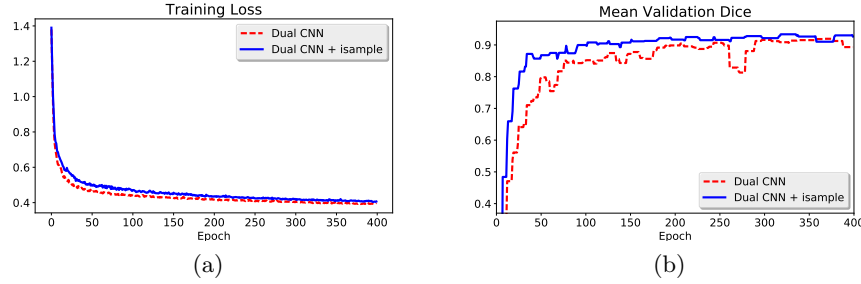 Training Loss
1.4
1.2
1.0
0.8
0.6
0.4
0 50 100 150 200 250 300 350 400
Epoch
Dual CNN
Dual CNN + isample
(a)
Mean Validation Dice
0.9
0.8
0.7
0.6
0.5
0.4
0 50 100 150 200 250 300 350 400
Epoch
Dual CNN
Dual CNN + isample
(b)